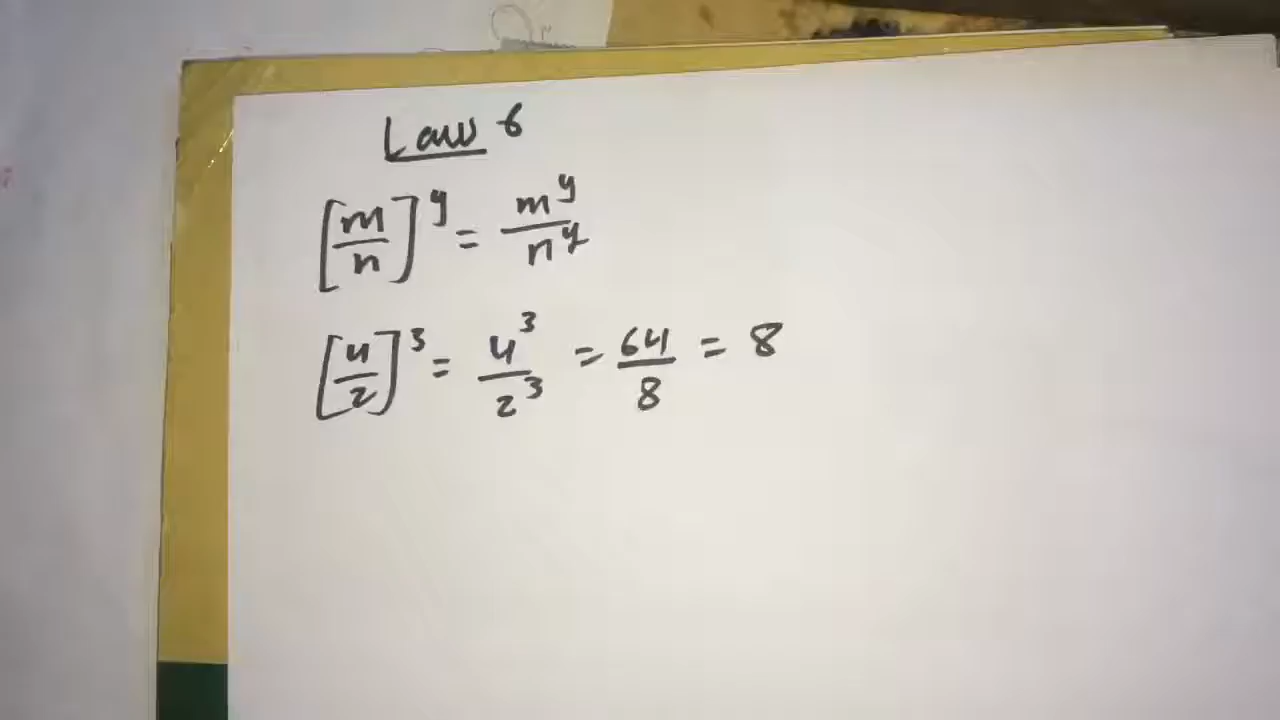 Law 6
[m/n]^y = m^y/n^y
[4/2]^3 = 4^3/2^3 = 64/8 = 8